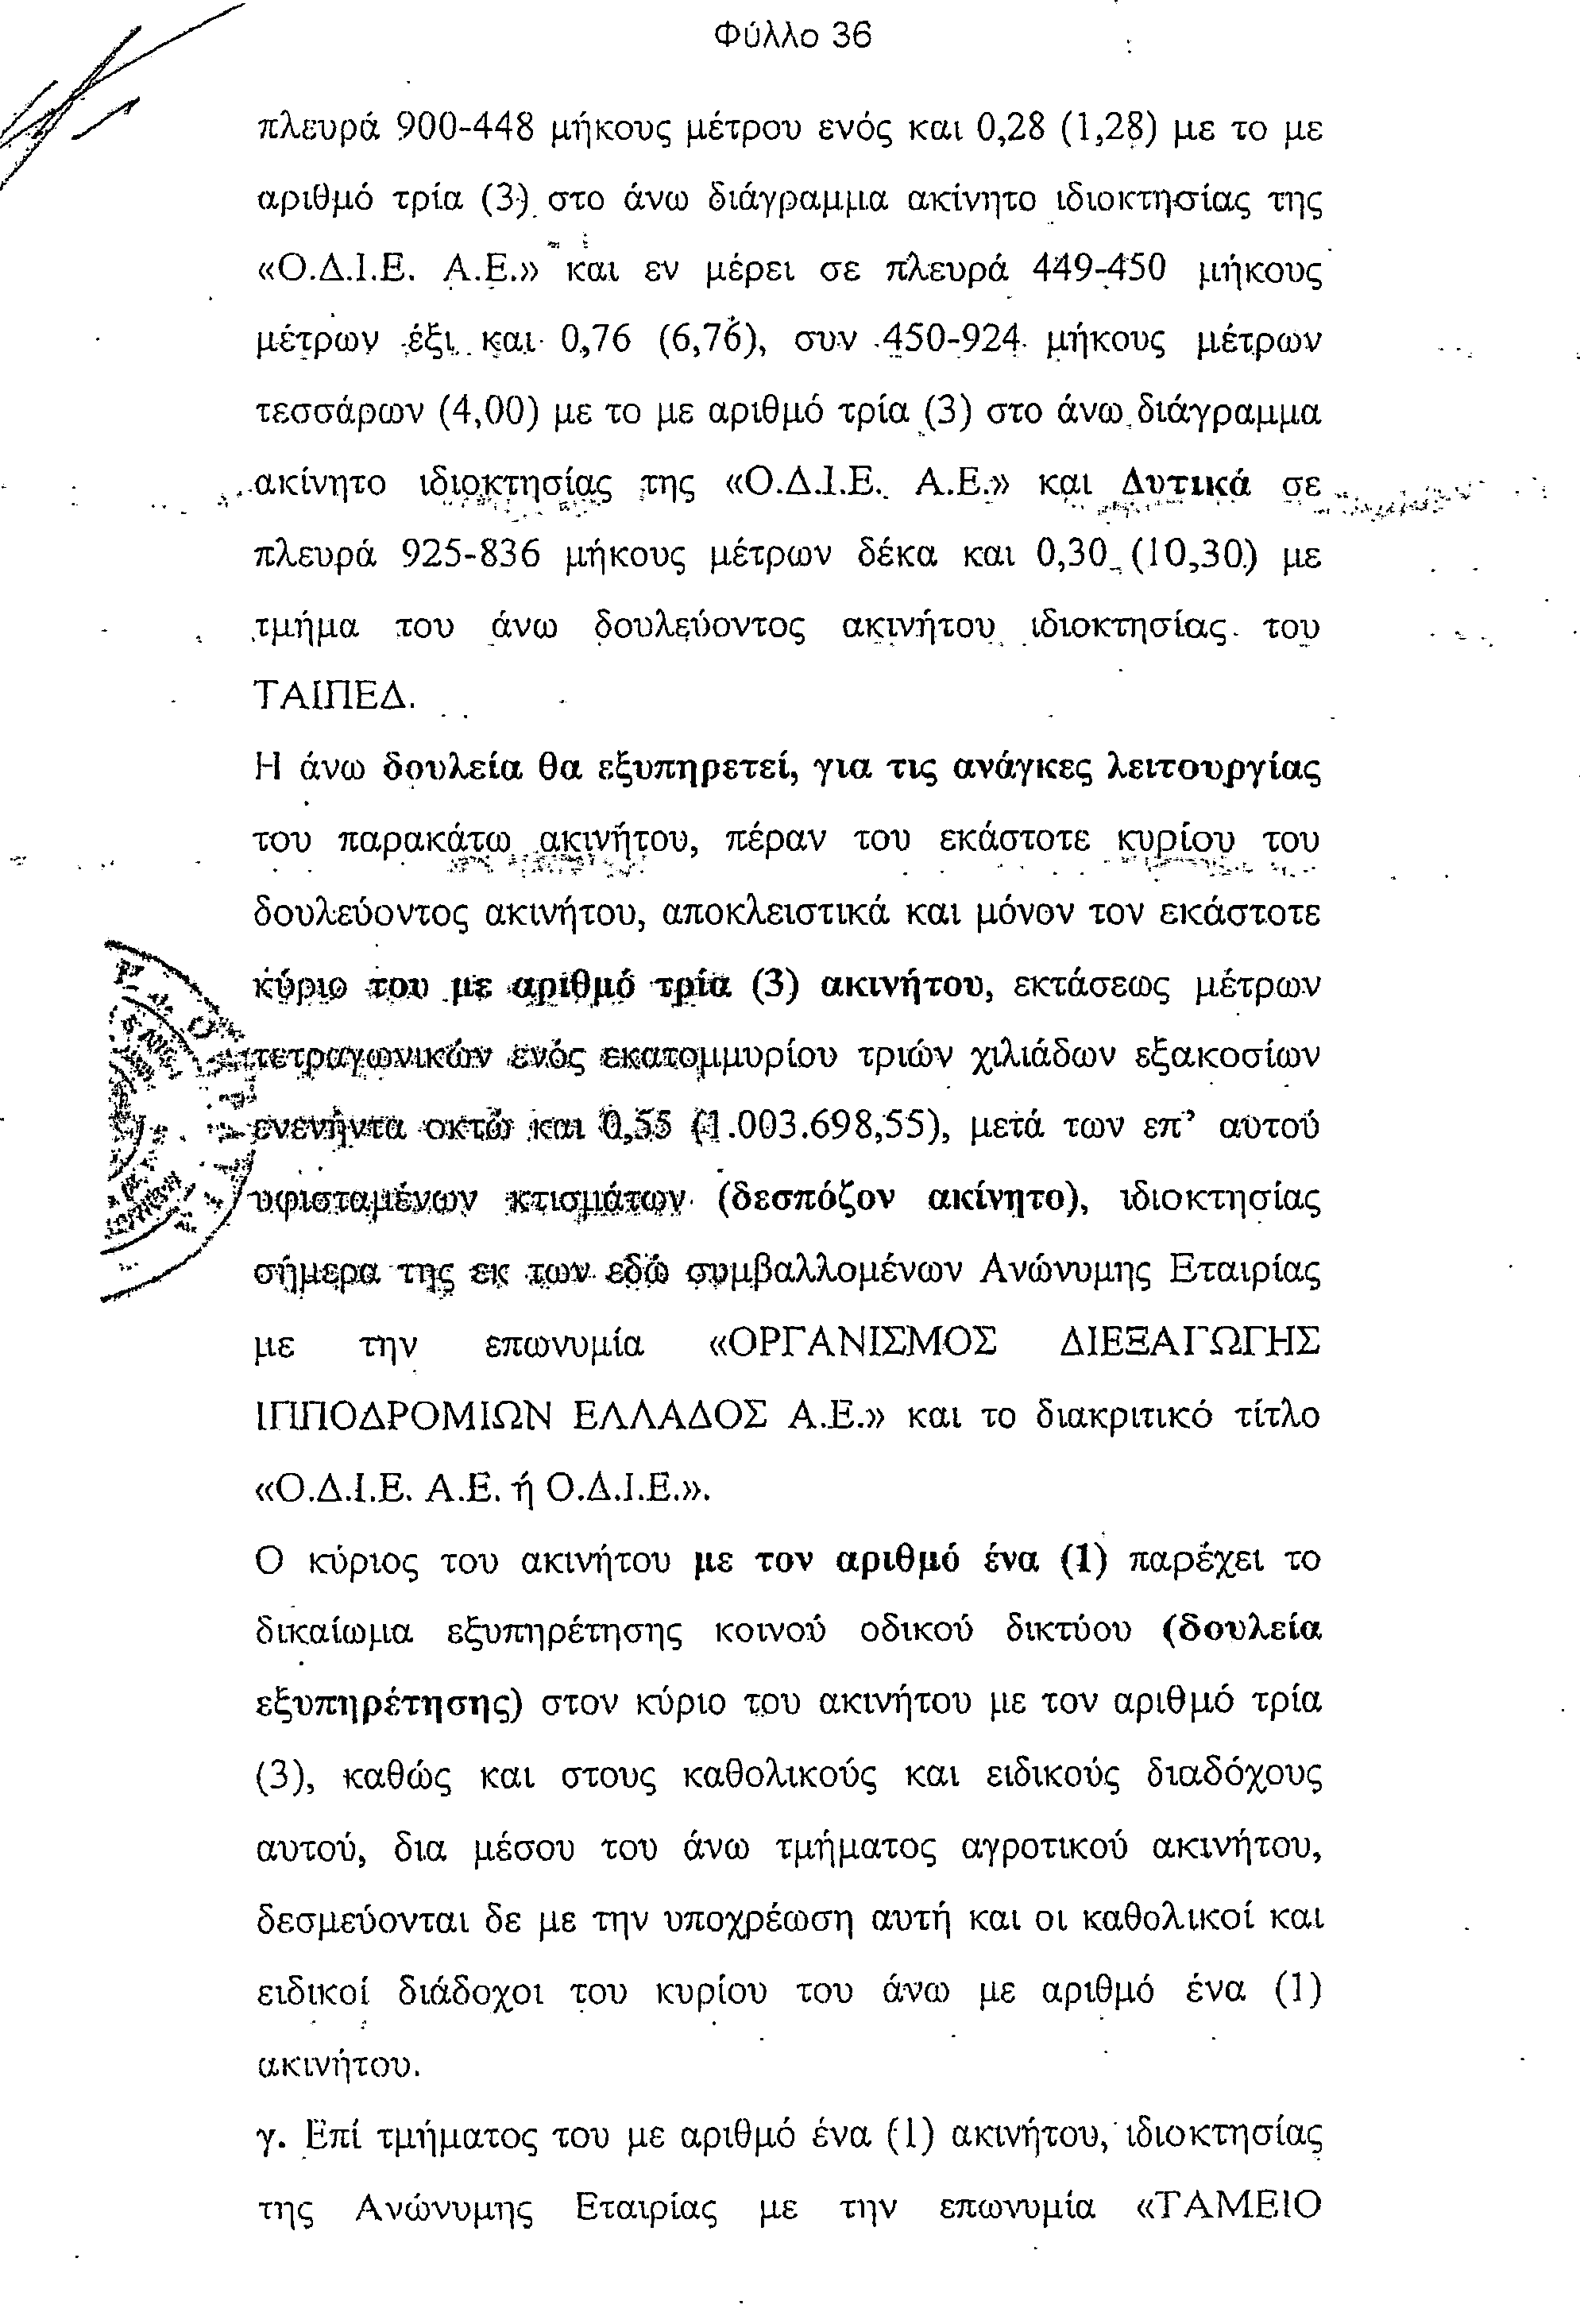 Φύλλο 36
πλευρά 900-448 μήκους μέτρου ενός και 0,28 (1,28) με το με
αριθμό τρία (3) στο άνω διάγραμμα ακίνητο ιδιοκτησίας της
«Ο.Δ.Ι.Ε. Α.Ε.» και εν μέρει σε πλευρά 449-450 μήκους
μέτρων έξι και 0,76 (6,76), συν 450-924 μήκους μέτρων
τεσσάρων (4,00) με το με αριθμό τρία (3) στο άνω διάγραμμα
ακίνητο ιδιοκτησίας της «Ο.Δ.Ι.Ε. Α.Ε.» και Δυτικά σε
πλευρά 925-836 μήκους μέτρων δέκα και 0,30 (10,30) με
τμήμα του άνω δουλεύοντος ακινήτου ιδιοκτησίας του
ΤΑΙΠΕΔ.
Η άνω δουλεία θα εξυπηρετεί, για τις ανάγκες λειτουργίας
του παρακάτω ακινήτου, πέραν του εκάστοτε κυρίου του
δουλεύοντος ακινήτου, αποκλειστικά και μόνον τον εκάστοτε
κύριο του με αριθμό τρία (3) ακινήτου, εκτάσεως μέτρων
τετραγωνικών ενός εκατομμυρίου τριών χιλιάδων εξακοσίων
ενενήντα οκτώ και 0,55 (1.003.698,55), μετά των επ’ αυτού
υφισταμένων κτισμάτων (δεσπόζον ακίνητο), ιδιοκτησίας
σήμερα της εκ των εδώ συμβαλλομένων Ανώνυμης Εταιρίας
με την επωνυμία «ΟΡΓΑΝΙΣΜΟΣ ΔΙΕΞΑΓΩΓΗΣ
ΙΠΠΟΔΡΟΜΙΩΝ ΕΛΛΑΔΟΣ Α.Ε.» και το διακριτικό τίτλο
«Ο.Δ.Ι.Ε. Α.Ε. ή Ο.Δ.Ι.Ε.».
Ο κύριος του ακινήτου με τον αριθμό ένα (1) παρέχει το
δικαίωμα εξυπηρέτησης κοινού οδικού δικτύου (δουλεία
εξυπηρέτησης) στον κύριο του ακινήτου με τον αριθμό τρία
(3), καθώς και στους καθολικούς και ειδικούς διαδόχους
αυτού, δια μέσου του άνω τμήματος αγροτικού ακινήτου,
δεσμεύονται δε με την υποχρέωση αυτή και οι καθολικοί και
ειδικοί διάδοχοι του κυρίου του άνω με αριθμό ένα (1)
ακινήτου.
γ. Επί τμήματος του με αριθμό ένα (1) ακινήτου, ιδιοκτησίας
της Ανώνυμης Εταιρίας με την επωνυμία «ΤΑΜΕΙΟ